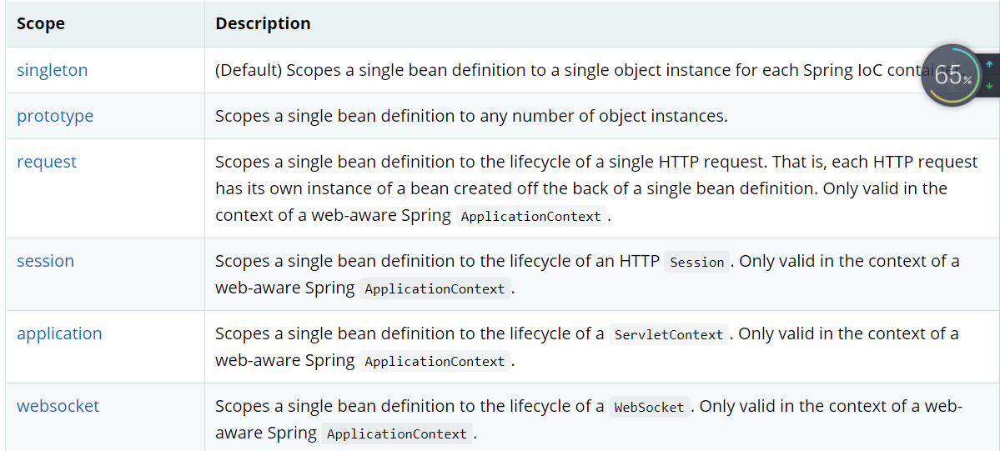 Scope Description
singleton (Default) Scopes a single bean definition to a single object instance for each Spring IoC container.
65%
prototype Scopes a single bean definition to any number of object instances.
request Scopes a single bean definition to the lifecycle of a single HTTP request. That is, each HTTP request
has its own instance of a bean created off the back of a single bean definition. Only valid in the
context of a web-aware Spring ApplicationContext.
session Scopes a single bean definition to the lifecycle of an HTTP Session. Only valid in the context of a
web-aware Spring ApplicationContext.
application Scopes a single bean definition to the lifecycle of a ServletContext. Only valid in the context of a
web-aware Spring ApplicationContext.
websocket Scopes a single bean definition to the lifecycle of a WebSocket. Only valid in the context of a web-
aware Spring ApplicationContext.